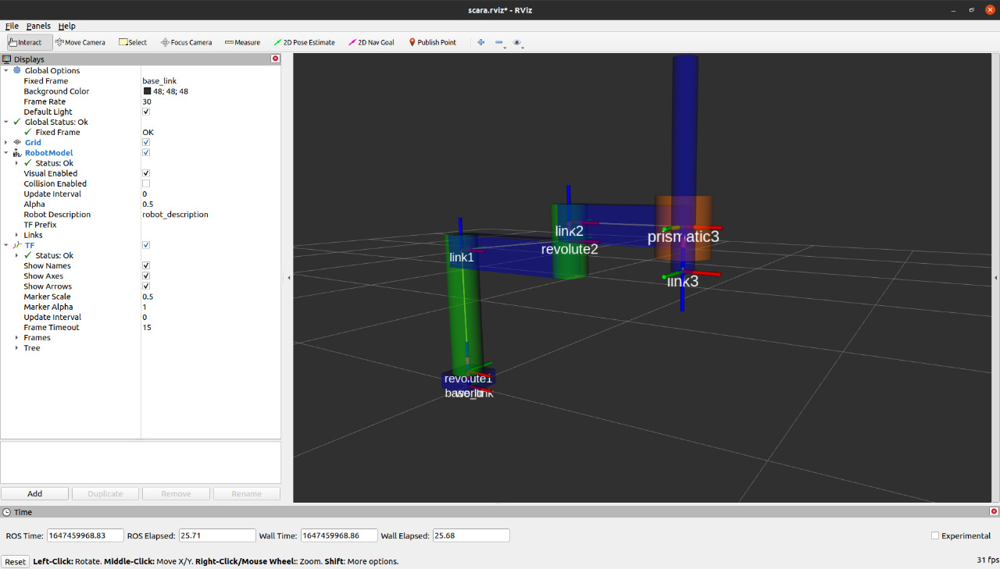 scara.rviz* - RViz
File Panels Help
Interact Move Camera Select Focus Camera Measure 2D Pose Estimate 2D Nav Goal Publish Point
Displays
Global Options
Fixed Frame base_link
Background Color 48; 48; 48
Frame Rate 30
Default Light
Global Status: Ok
Fixed Frame OK
Grid
RobotModel
Status: Ok
Visual Enabled
Collision Enabled
Update Interval 0
Alpha 0.5
Robot Description robot_description
TF Prefix
Links
TF
Status: Ok
Show Names
Show Axes
Show Arrows
Marker Scale 0.5
Marker Alpha 1
Update Interval 0
Frame Timeout 15
Frames
Tree
Add Duplicate Remove Rename
link2
prismatic3
revolute2
link1
link3
revolute1
base_link
world
Time
ROS Time: 1647459968.83 ROS Elapsed: 25.71 Wall Time: 1647459968.86 Wall Elapsed: 25.68 Experimental
Reset Left-Click: Rotate. Middle-Click: Move X/Y. Right-Click/Mouse Wheel:: Zoom. Shift: More options. 31 fps